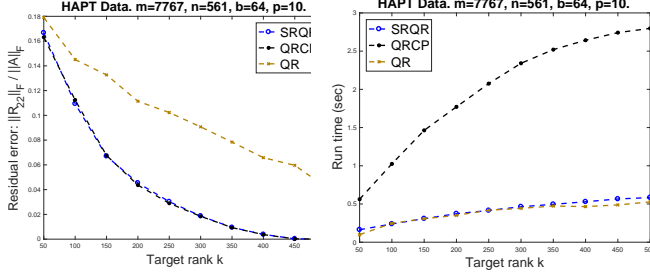 HAPT Data. m=7767, n=561, b=64, p=10.
0.18
0.16
0.14
0.12
0.1
0.08
0.06
0.04
0.02
0
Residual error: ||R22||F / ||A||F
50 100 150 200 250 300 350 400 450
Target rank k
SRQR
QRCP
QR
HAPT Data. m=7767, n=561, b=64, p=10.
3
2.5
2
1.5
1
0.5
0
Run time (sec)
50 100 150 200 250 300 350 400 450
Target rank k
SRQR
QRCP
QR